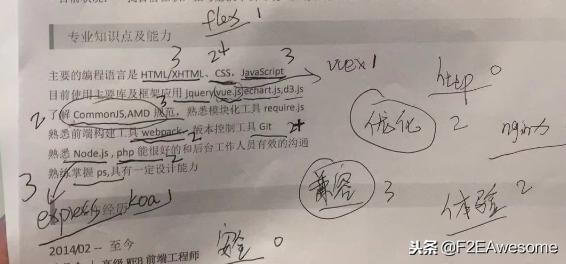 flex 1
专业知识点及能力
3 2+ 3
主要的编程语言是 HTML/XHTML、CSS、JavaScript
vuex 1
http 0
目前使用主要库及框架应用 jquery,vue.js,echart.js,d3.js
2 了解 CommonJS,AMD 规范, 熟悉模块化工具 require.js
3
优化 2
nginx
熟悉前端构建工具 webpack 版本控制工具 Git 2+
2
熟悉 Node.js , php 能很好的和后台工作人员有效的沟通
2 2
3 熟练掌握 ps,具有一定设计能力
兼容 3
体验 2
express koa 1
经历
2014/02 -- 至今
安全 0
高级 WEB 前端工程师
头条 @F2EAwesome